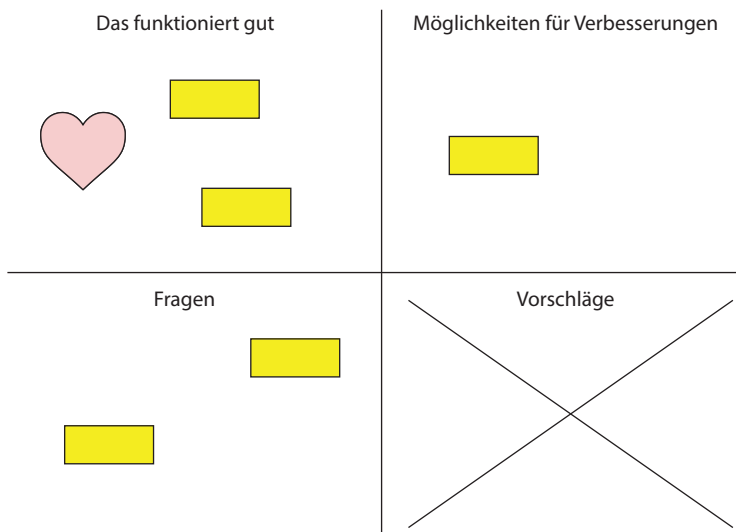 Das funktioniert gut
Möglichkeiten für Verbesserungen
Fragen
Vorschläge